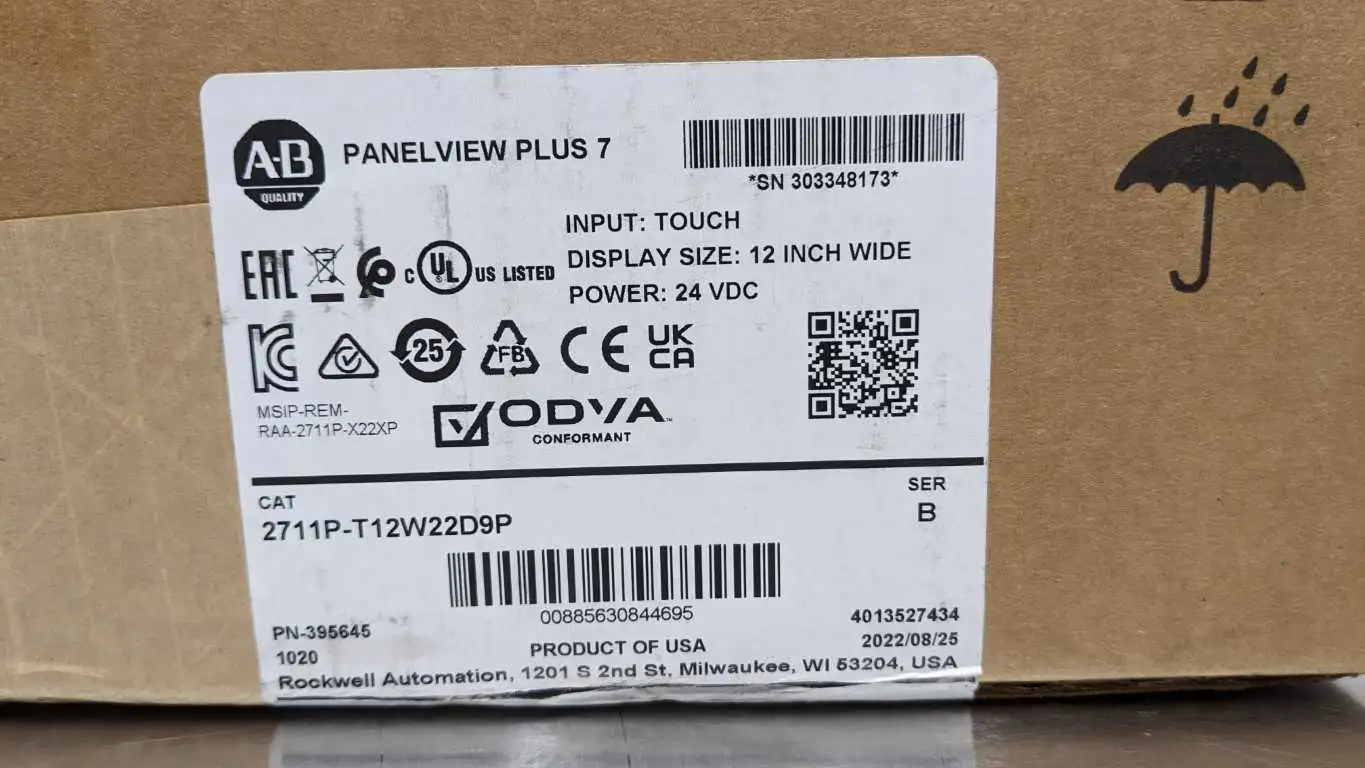 A-B
QUALITY
PANELVIEW PLUS 7
*SN 303348173*
INPUT: TOUCH
DISPLAY SIZE: 12 INCH WIDE
POWER: 24 VDC
EAC
C UL US LISTED
25
FB
CE
UK
CA
MSIP-REM-
RAA-2711P-X22XP
ODVA™
CONFORMANT
CAT
2711P-T12W22D9P
SER
B
00885630844695
PN-395645
1020
PRODUCT OF USA
4013527434
2022/08/25
Rockwell Automation, 1201 S 2nd St, Milwaukee, WI 53204, USA